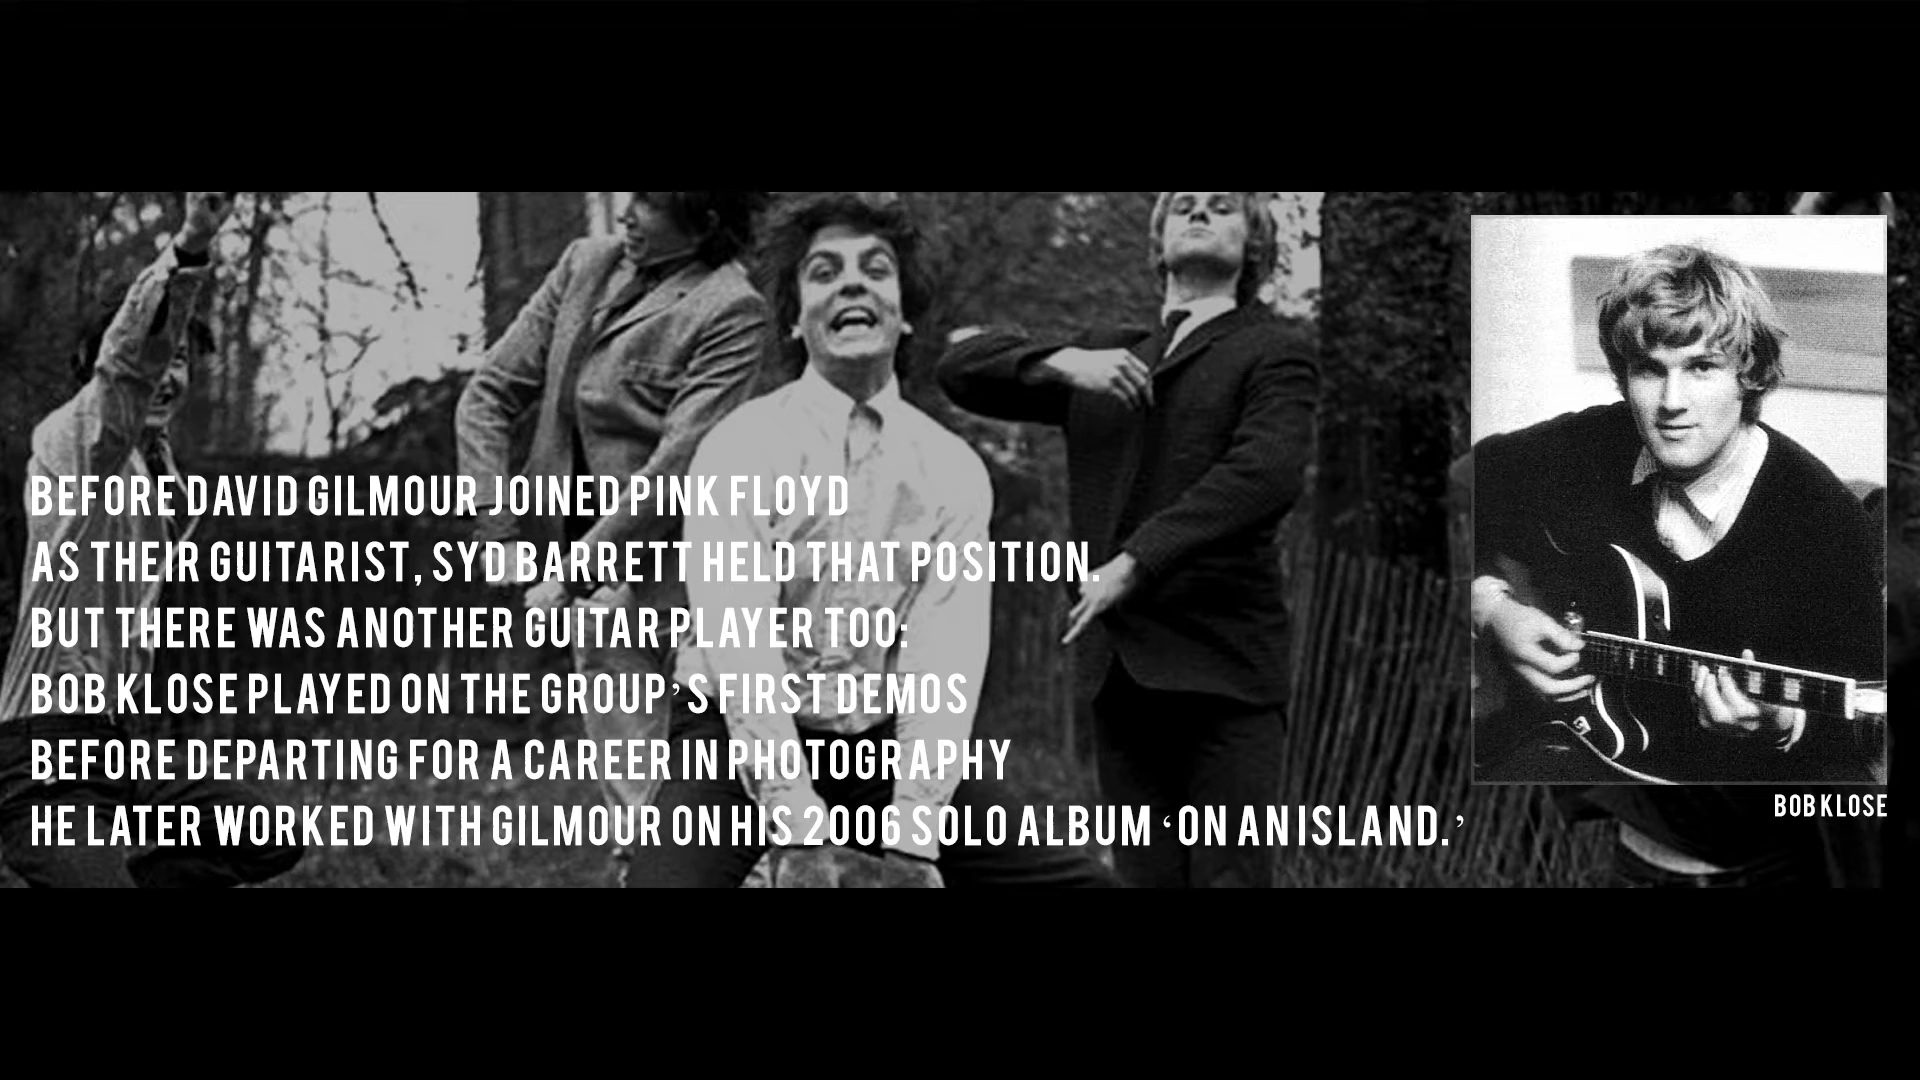 BEFORE DAVID GILMOUR JOINED PINK FLOYD
AS THEIR GUITARIST, SYD BARRETT HELD THAT POSITION.
BUT THERE WAS ANOTHER GUITAR PLAYER TOO:
BOB KLOSE PLAYED ON THE GROUP’S FIRST DEMOS
BEFORE DEPARTING FOR A CAREER IN PHOTOGRAPHY
HE LATER WORKED WITH GILMOUR ON HIS 2006 SOLO ALBUM ‘ON AN ISLAND.’
BOB KLOSE